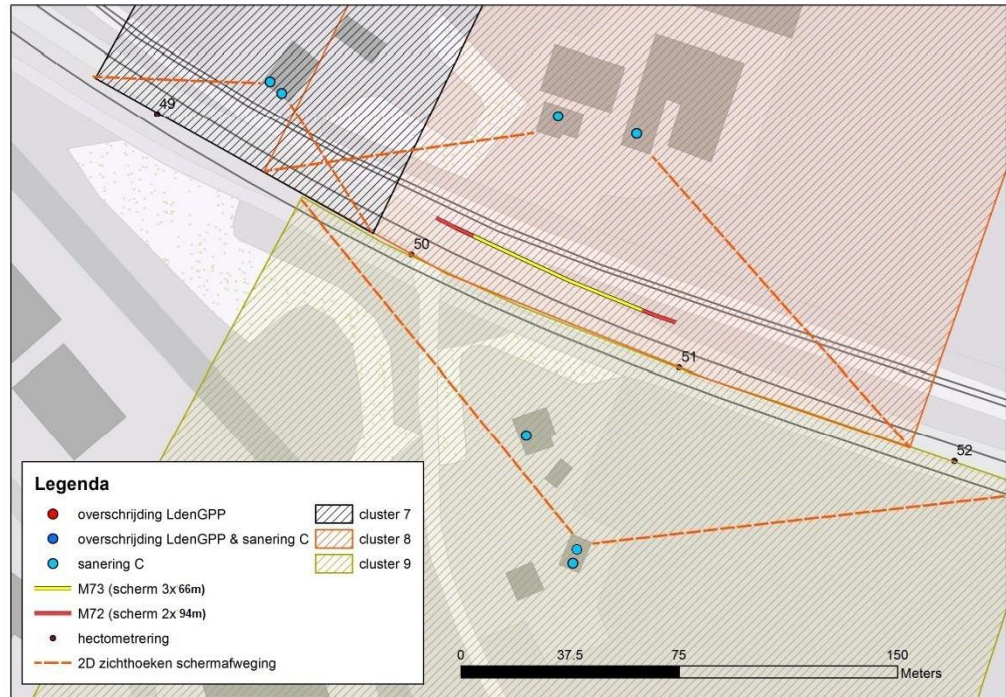 49
50
51
52
Legenda
overschrijding LdenGPP
overschrijding LdenGPP & sanering C
sanering C
M73 (scherm 3x 66m)
M72 (scherm 2x 94m)
hectometrering
2D zichthoeken schermafweging
cluster 7
cluster 8
cluster 9
0 37.5 75 150
Meters